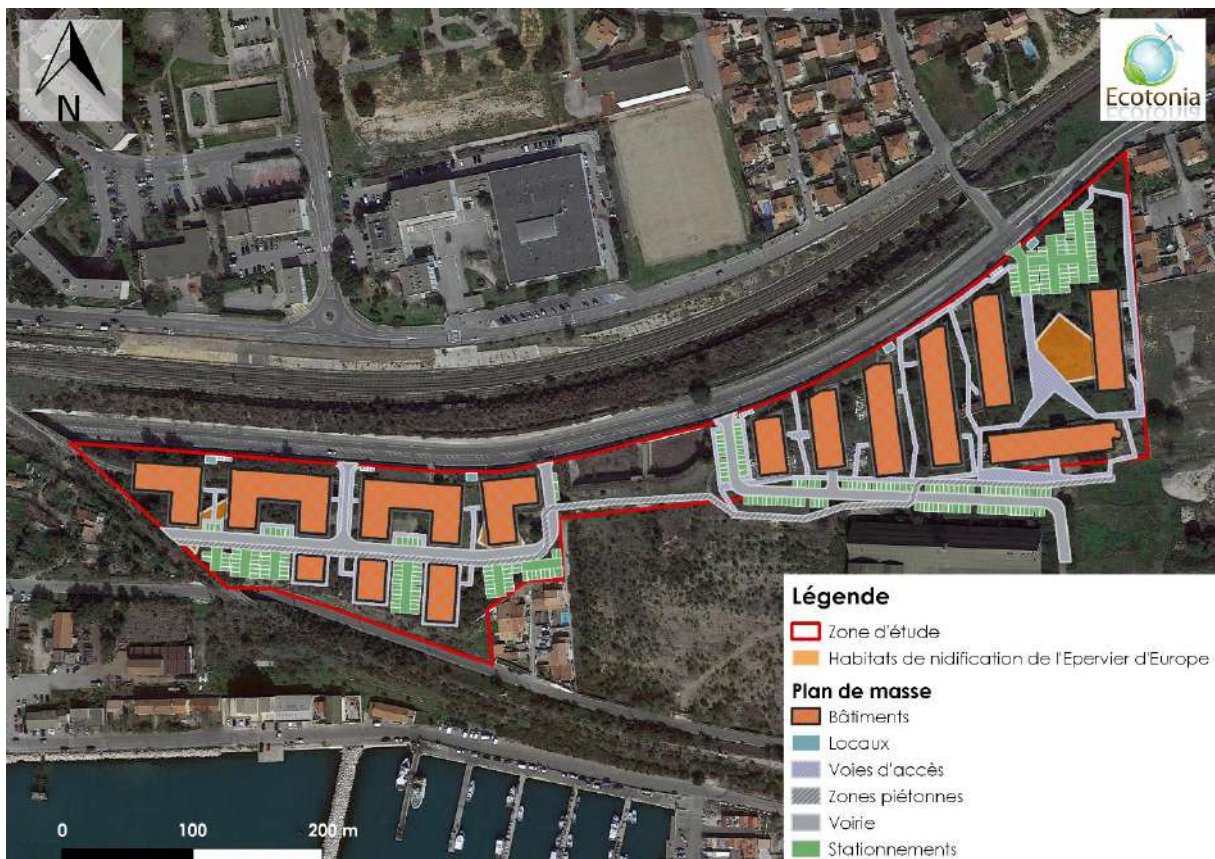 N
Ecotonia
Légende
Zone d'étude
Habitats de nidification de l'Epervier d'Europe
Plan de masse
Bâtiments
Locaux
Voies d'accès
Zones piétonnes
Voirie
Stationnements
0 100 200 m